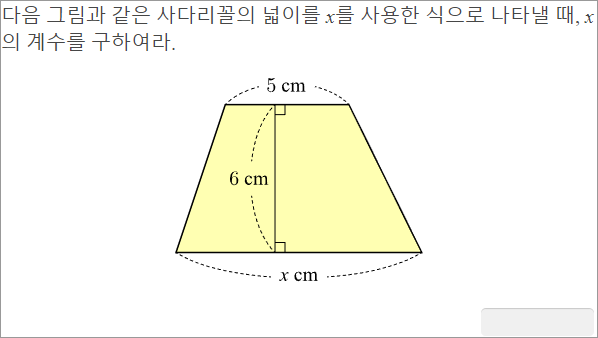 다음 그림과 같은 사다리꼴의 넓이를 x를 사용한 식으로 나타낼 때, x
의 계수를 구하여라.
5 cm
6 cm
x cm